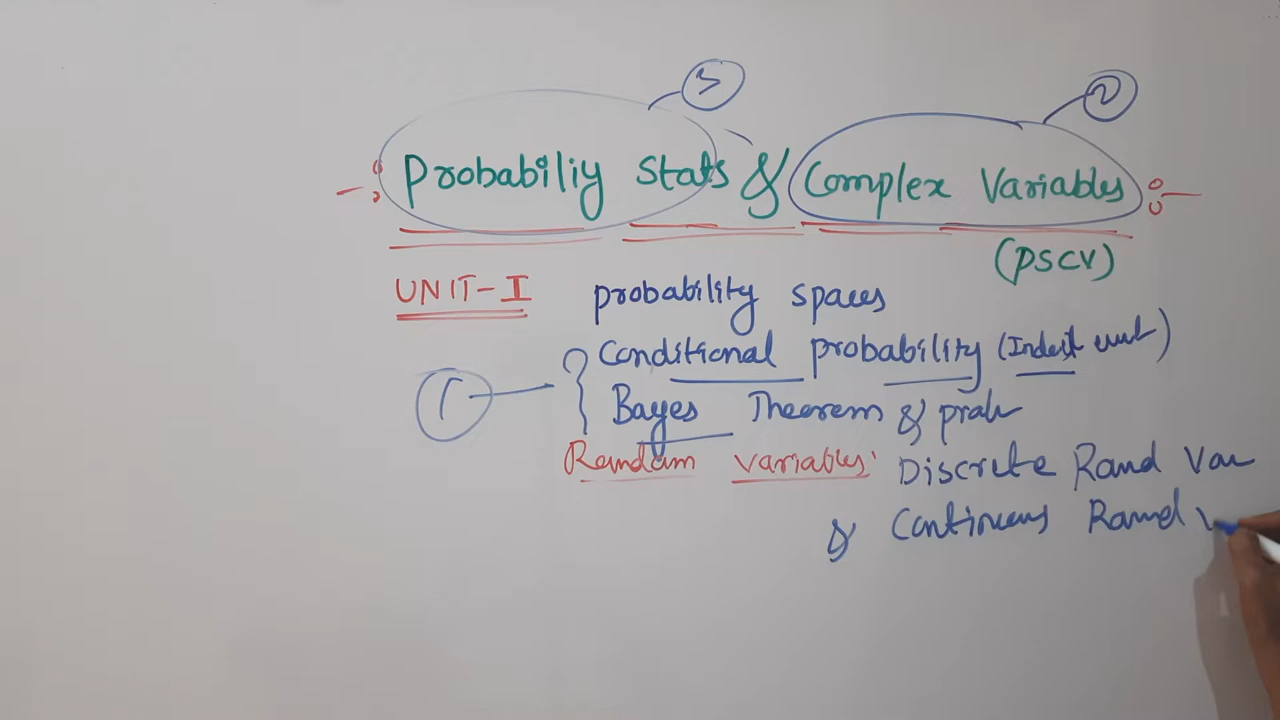 3 2
Probabiliy Stats & Complex Variables
(PSCV)
UNIT-I probability spaces
Conditional probability
1
Bayes Theorem & prab
Random variables: Discrete Rand Var
& Continuous Rand V